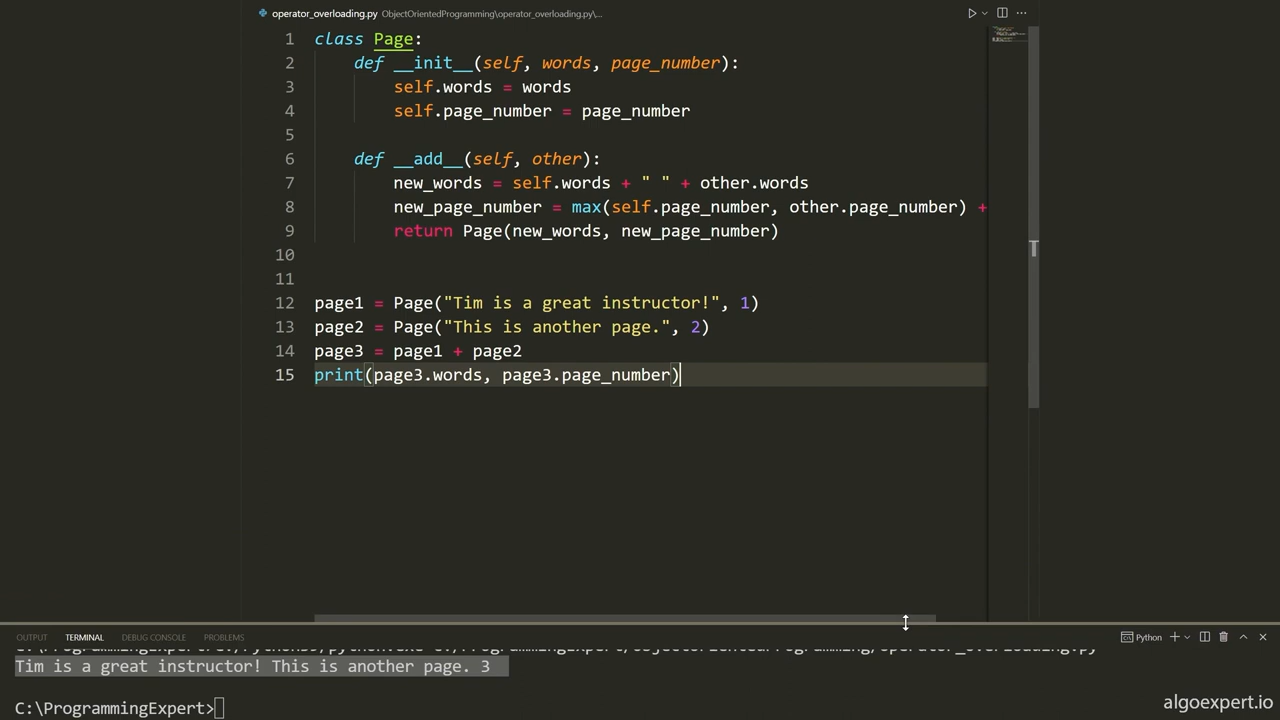 operator_overloading.py ObjectOrientedProgramming\operator_overloading.py\...
1 class Page:
2     def __init__(self, words, page_number):
3         self.words = words
4         self.page_number = page_number
5
6     def __add__(self, other):
7         new_words = self.words + " " + other.words
8         new_page_number = max(self.page_number, other.page_number) +
9         return Page(new_words, new_page_number)
10
11
12 page1 = Page("Tim is a great instructor!", 1)
13 page2 = Page("This is another page.", 2)
14 page3 = page1 + page2
15 print(page3.words, page3.page_number)
OUTPUT TERMINAL DEBUG CONSOLE PROBLEMS Python
Tim is a great instructor! This is another page. 3
C:\ProgrammingExpert>
algoexpert.io